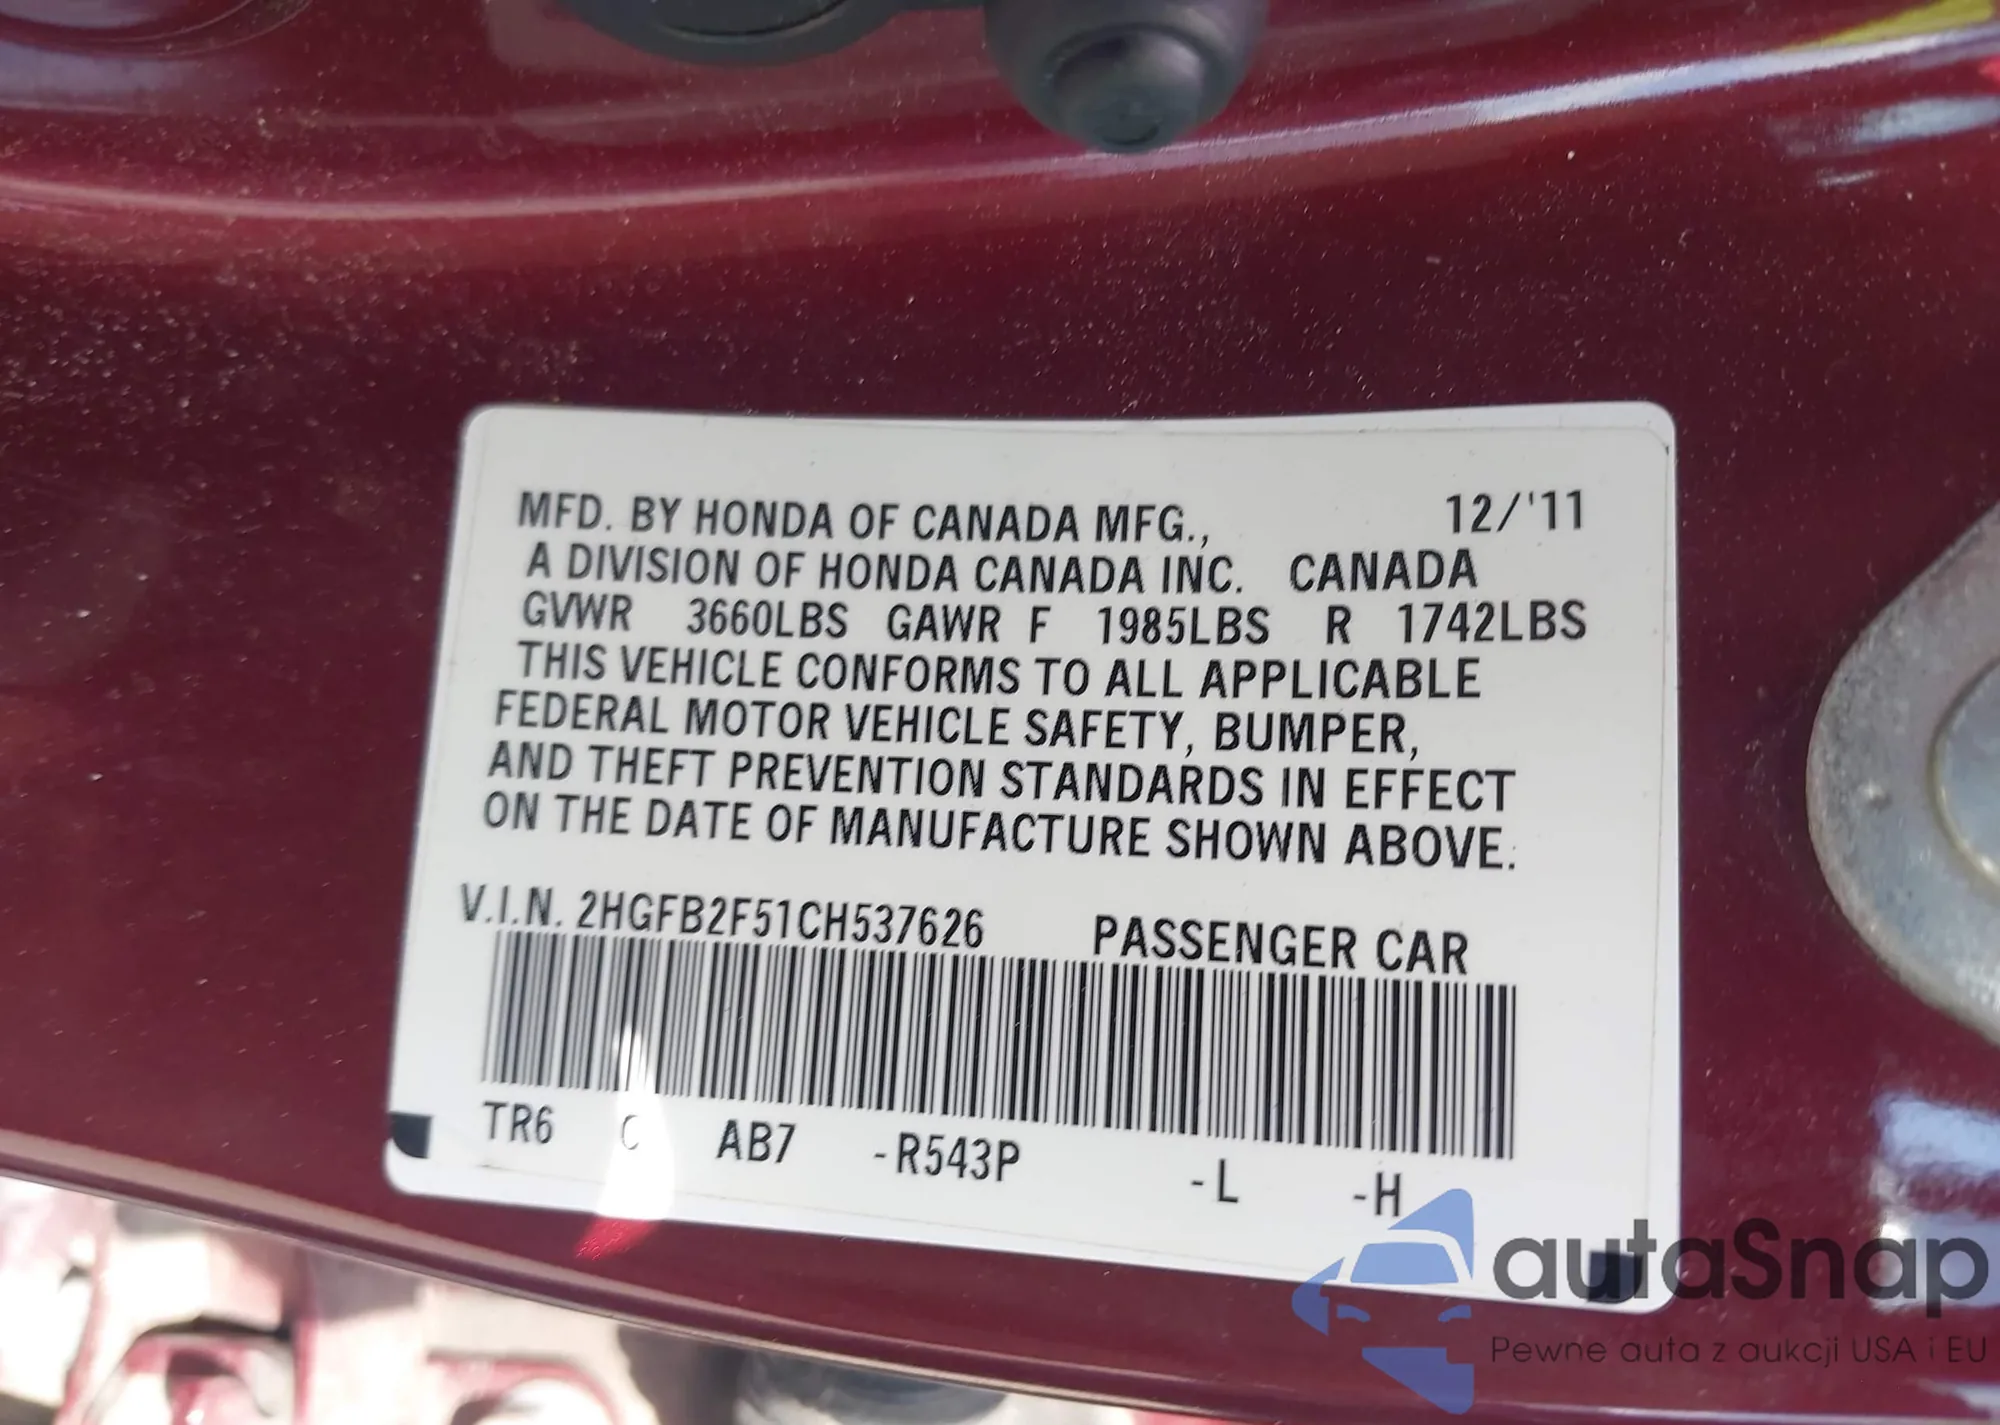 MFD. BY HONDA OF CANADA MFG., 12/'11
A DIVISION OF HONDA CANADA INC. CANADA
GVWR 3660LBS GAWR F 1985LBS R 1742LBS
THIS VEHICLE CONFORMS TO ALL APPLICABLE
FEDERAL MOTOR VEHICLE SAFETY, BUMPER,
AND THEFT PREVENTION STANDARDS IN EFFECT
ON THE DATE OF MANUFACTURE SHOWN ABOVE.
V.I.N. 2HGFB2F51CH537626 PASSENGER CAR
TR6 C AB7 -R543P -L -H
autaSnap
Pewne auta z aukcji USA i EU